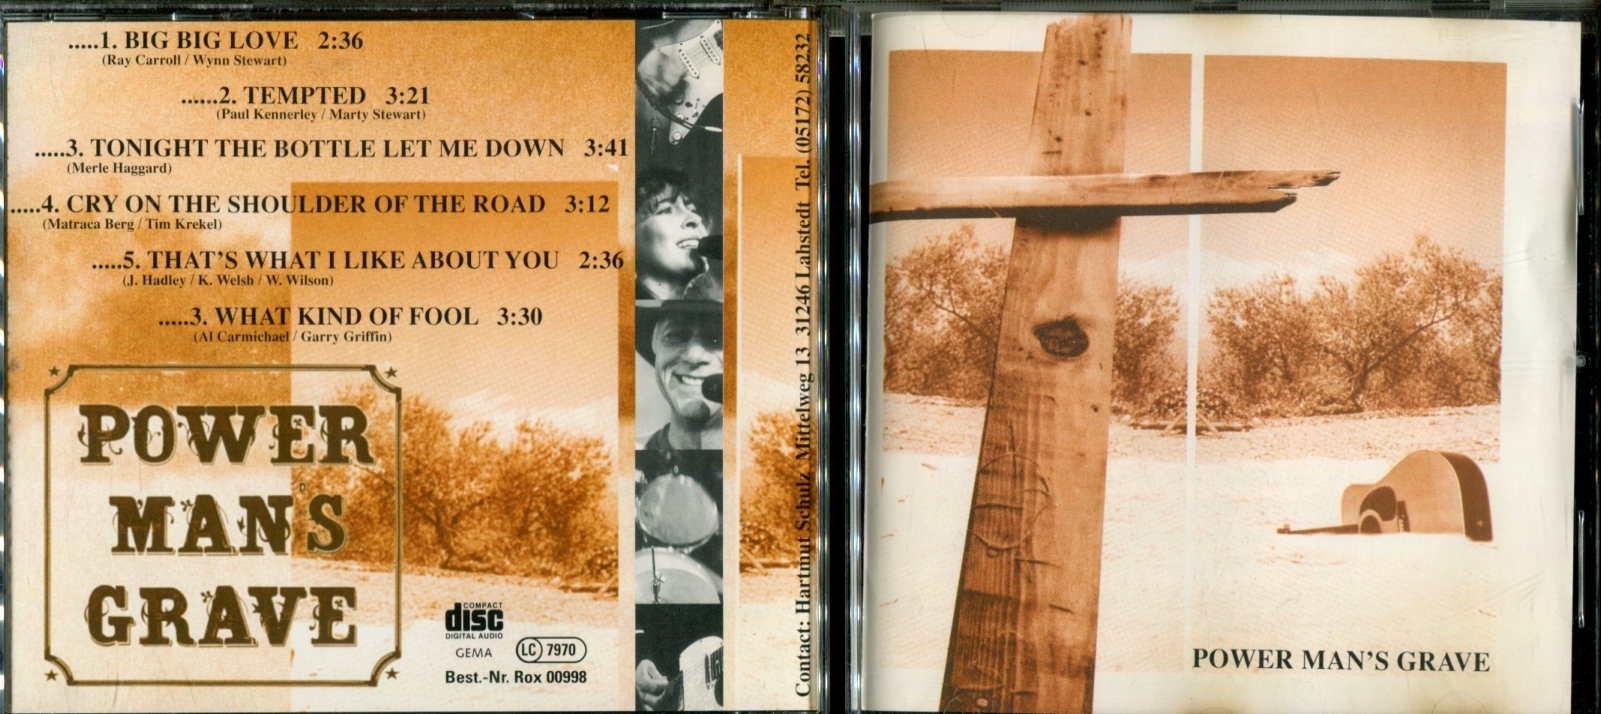 .....1. BIG BIG LOVE 2:36
(Ray Carroll / Wynn Stewart)
......2. TEMPTED 3:21
(Paul Kennerley / Marty Stewart)
.....3. TONIGHT THE BOTTLE LET ME DOWN 3:41
(Merle Haggard)
.....4. CRY ON THE SHOULDER OF THE ROAD 3:12
(Matraca Berg / Tim Krekel)
.....5. THAT'S WHAT I LIKE ABOUT YOU 2:36
(J. Hadley / K. Welsh / W. Wilson)
.....3. WHAT KIND OF FOOL 3:30
(Al Carmichael / Garry Griffin)
POWER
MAN'S
GRAVE
COMPACT
disc
DIGITAL AUDIO
GEMA
LC 7970
Best.-Nr. Rox 00998
Contact: Hartmut Schulz Mittelweg 13 31246 Lahstedt Tel. (05172) 58232
POWER MAN'S GRAVE